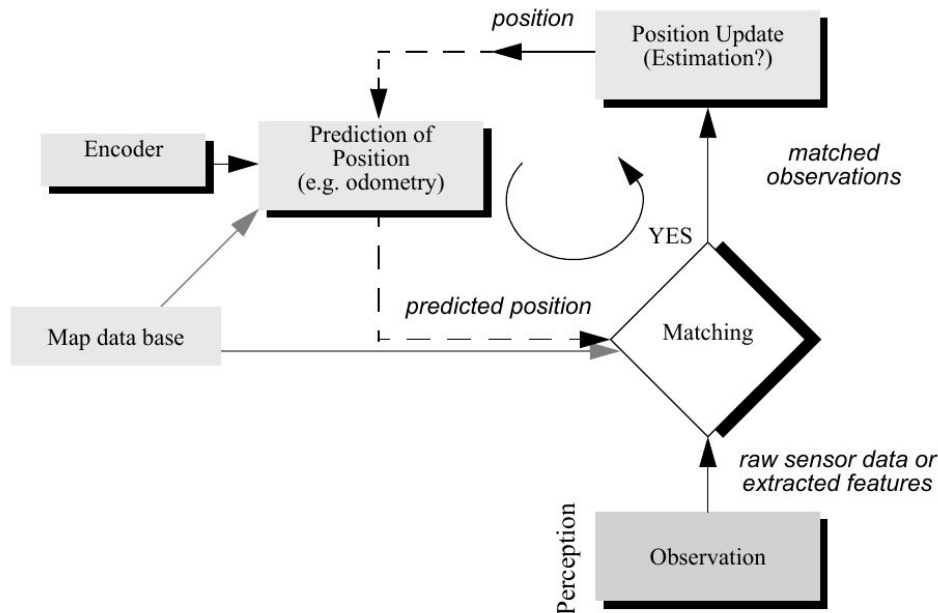 position
Position Update
(Estimation?)
Encoder
Prediction of
Position
(e.g. odometry)
matched
observations
YES
predicted position
Map data base
Matching
raw sensor data or
extracted features
Perception
Observation